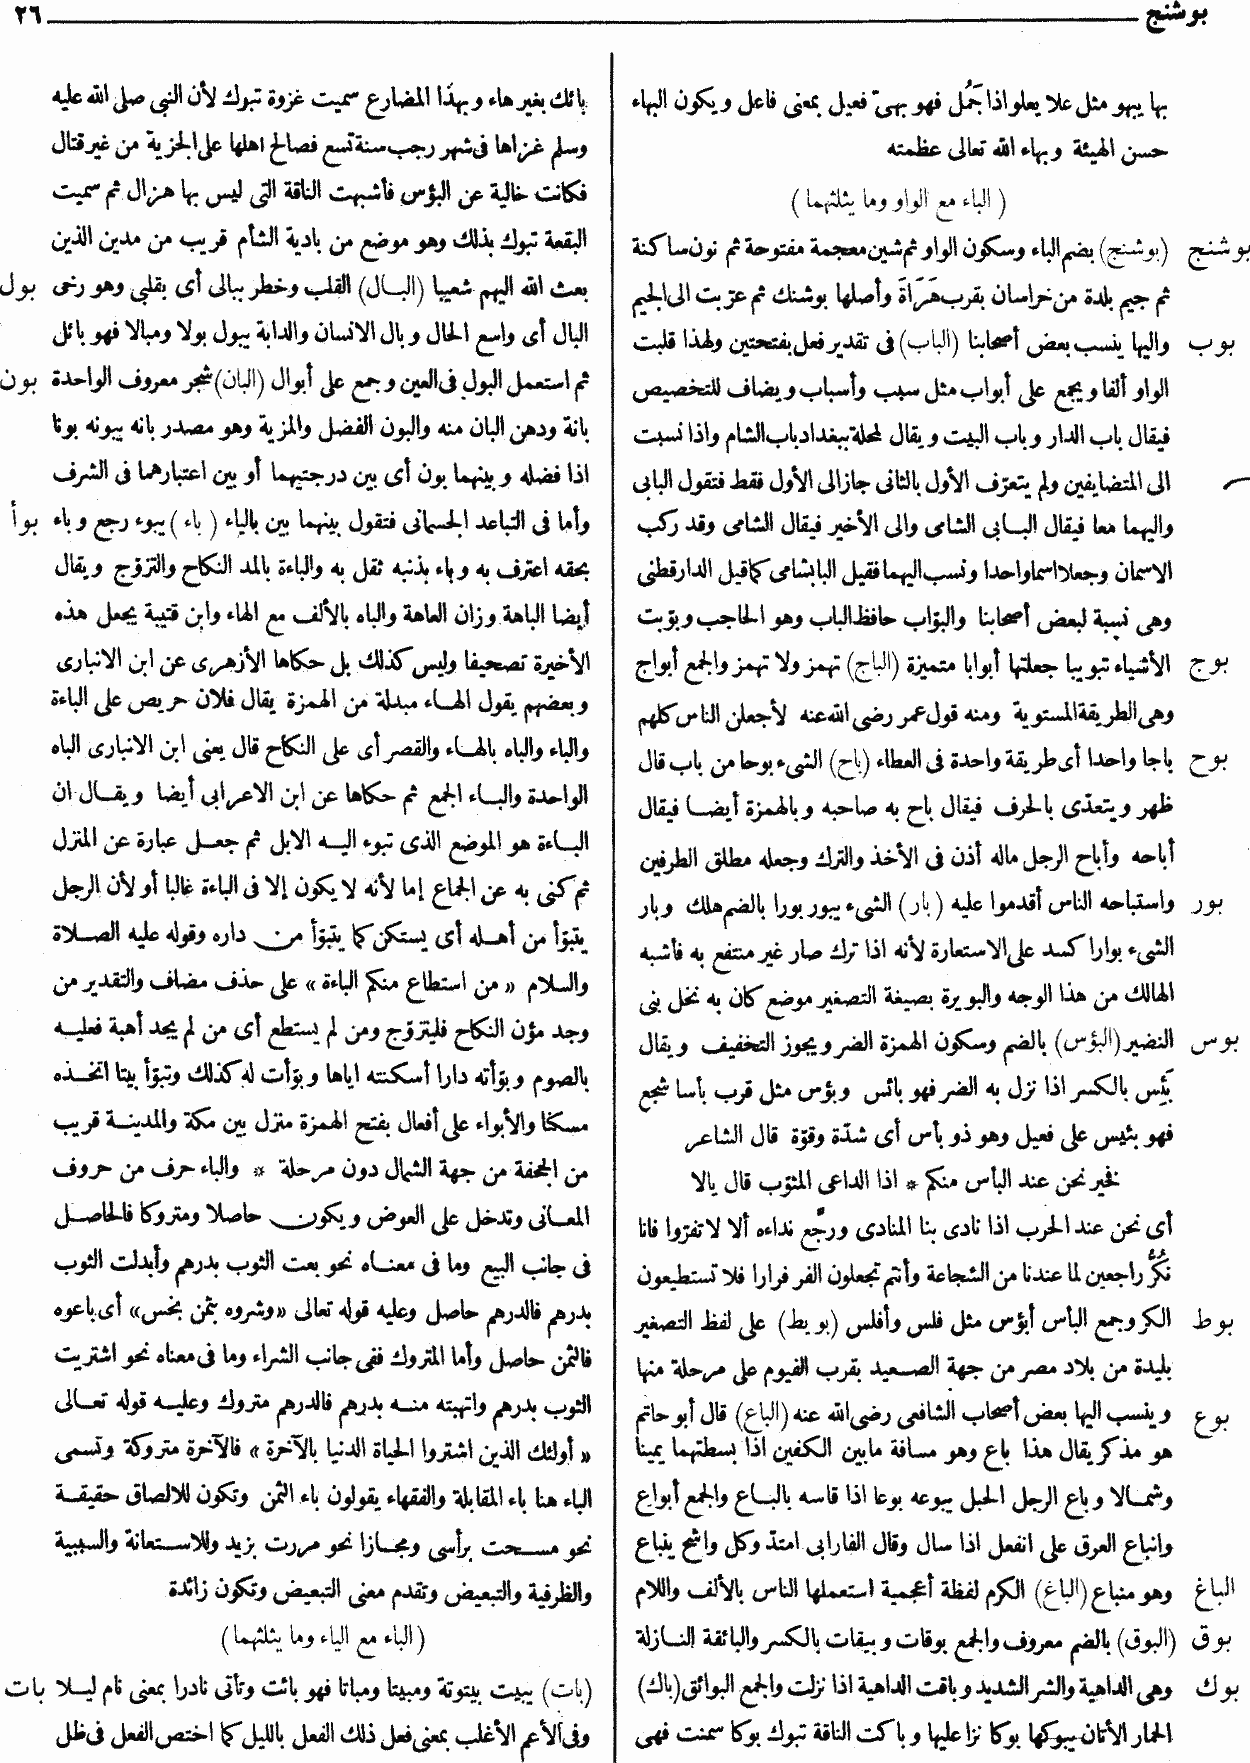 بوشنج ٢٦
بها يبهو مثل علا يعلو اذا جَمُل فهو بهىّ فعيل بمعنى فاعل ويكون البهاء
حسن الهيئة وبهاء الله تعالى عظمته
( الباء مع الواو وما يثلثهما )
بوشنج (بوشنج) بضم الباء وسكون الواو ثم شين معجمة مفتوحة ثم نون ساكنة
ثم جيم بلدة من خراسان بقرب هَرَاة وأصلها بوشنك ثم عرّبت الى الجيم
بوب واليها ينسب بعض أصحابنا (الباب) فى تقدير فعل بفتحتين ولهذا قلبت
الواو ألفا ويجمع على أبواب مثل سبب وأسباب ويضاف للتخصيص
فيقال باب الدار وباب البيت ويقال لمحلة ببغداد باب الشام واذا نسبت
الى المتضايفين ولم يتعرّف الأول بالثانى جاز الى الأول فقط فتقول البابى
واليهما معا فيقال البابى الشامى والى الأخير فيقال الشامى وقد ركب
الاسمان وجعلا اسما واحدا ونسب اليهما فقيل البابشامى كما قيل الدارقطنى
وهى نسبة لبعض أصحابنا والبوّاب حافظ الباب وهو الحاجب وبوّبت
بوج الأشياء تبويبا جعلتها أبوابا متميزة (الباج) تهمز ولا تهمز والجمع أبواج
وهى الطريقة المستوية ومنه قول عمر رضى الله عنه لأجعلن الناس كلهم
بوح باجا واحدا أى طريقة واحدة فى العطاء (باح) الشىء بوحا من باب قال
ظهر ويتعدّى بالحرف فيقال باح به صاحبه وبالهمزة أيضا فيقال
أباحه وأباح الرجل ماله أذن فى الأخذ والترك وجعله مطلق الطرفين
بور واستباحه الناس أقدموا عليه (بار) الشىء يبور بورا بالضم هلك وبار
الشىء بوارا كسد على الاستعارة لأنه اذا ترك صار غير منتفع به فأشبه
الهالك من هذا الوجه والبويرة بصيغة التصغير موضع كان به نخل بنى
بوس النضير (البؤس) بالضم وسكون الهمزة الضر ويجوز التخفيف ويقال
بَئِس بالكسر اذا نزل به الضر فهو بائس وبؤس مثل قرب بأسا شجع
فهو بئيس على فعيل وهو ذو بأس أى شدّة وقوّة قال الشاعر
فخير نحن عند البأس منكم * اذا الداعى المثوّب قال يالا
أى نحن عند الحرب اذا نادى بنا المنادى ورجَّع نداءه ألا لا تفرّوا فانا
نكُرُّ راجعين لما عندنا من الشجاعة وأنتم تجعلون الفر فرارا فلا تستطيعون
بوط الكر وجمع البأس أبؤس مثل فلس وأفلس (بويط) على لفظ التصغير
بليدة من بلاد مصر من جهة الصعيد بقرب الفيوم على مرحلة منها
بوع وينسب اليها بعض أصحاب الشافعى رضى الله عنه (الباع) قال أبو حاتم
هو مذكر يقال هذا باع وهو مسافة ما بين الكفين اذا بسطتهما يمينا
وشمالا وباع الرجل الحبل يبوعه بوعا اذا قاسه بالباع والجمع أبواع
وانباع العرق على انفعل اذا سال وقال الفارابى امتدّ وكل راشح ينباع
الباغ وهو منباع (الباغ) الكرم لفظة أعجمية استعملها الناس بالألف واللام
بوق (البوق) بالضم معروف والجمع بوقات وبيقات بالكسر والبائقة النازلة
بوك وهى الداهية والشر الشديد وباقت الداهية اذا نزلت والجمع البوائق (باك)
الحمار الأتان يبوكها بوكا نزا عليها وباكت الناقة تبوك بوكا سمنت فهى
بائك بغير هاء وبهذا المضارع سميت غزوة تبوك لأن النبى صلى الله عليه
وسلم غزاها فى شهر رجب سنة تسع فصالح اهلها على الجزية من غير قتال
فكانت خالية عن البؤس فأشبهت الناقة التى ليس بها هزال ثم سميت
البقعة تبوك بذلك وهو موضع من بادية الشأم قريب من مدين الذين
بول بعث الله اليهم شعيبا (البال) القلب وخطر ببالى أى بقلبى وهو رخى
البال أى واسع الحال وبال الانسان والدابة يبول بولا ومبالا فهو بائل
بون ثم استعمل البول فى العين وجمع على أبوال (البان) شجر معروف الواحدة
بانة ودهن البان منه والبون الفضل والمزية وهو مصدر بانه يبونه بونا
اذا فضله وبينهما بون أى بين درجتيهما أو بين اعتبارهما فى الشرف
بوأ وأما فى التباعد الجسمانى فتقول بينهما بين بالياء (باء) يبوء رجع وباء
بحقه اعترف به وباء بذنبه ثقل به والباءة بالمد النكاح والتزوّج ويقال
أيضا الباهة وزان العاهة والباه بالألف مع الهاء وابن قتيبة يجعل هذه
الأخيرة تصحيفا وليس كذلك بل حكاها الأزهرى عن ابن الانبارى
وبعضهم يقول الهاء مبدلة من الهمزة يقال فلان حريص على الباءة
والباء والباه بالهاء والقصر أى على النكاح قال يعنى ابن الانبارى الباه
الواحدة والباء الجمع ثم حكاها عن ابن الاعرابى أيضا ويقال ان
الباءة هو الموضع الذى تبوء اليه الابل ثم جعل عبارة عن المنزل
ثم كنى به عن الجماع إما لأنه لا يكون إلا فى الباءة غالبا أو لأن الرجل
يتبوّأ من أهله أى يستكن كما يتبوّأ من داره وقوله عليه الصلاة
والسلام « من استطاع منكم الباءة » على حذف مضاف والتقدير من
وجد مؤن النكاح فليتزوّج ومن لم يستطع أى من لم يجد أهبة فعليه
بالصوم وبوّأته دارا أسكنته اياها وبوّأت له كذلك وتبوّأ بيتا اتخذه
مسكنا والأبواء على أفعال بفتح الهمزة منزل بين مكة والمدينة قريب
من الجحفة من جهة الشمال دون مرحلة * والباء حرف من حروف
المعانى وتدخل على العوض ويكون حاصلا ومتروكا فالحاصل
فى جانب البيع وما فى معناه نحو بعت الثوب بدرهم وأبدلت الثوب
بدرهم فالدرهم حاصل وعليه قوله تعالى «وشروه بثمن بخس» أى باعوه
فالثمن حاصل وأما المتروك ففى جانب الشراء وما فى معناه نحو اشتريت
الثوب بدرهم واتهبته منه بدرهم فالدرهم متروك وعليه قوله تعالى
« أولئك الذين اشتروا الحياة الدنيا بالآخرة » فالآخرة متروكة وتسمى
الباء هنا باء المقابلة والفقهاء يقولون باء الثمن وتكون للالصاق حقيقة
نحو مسحت برأسى ومجازا نحو مررت بزيد وللاستعانة والسببية
والظرفية والتبعيض وتقدم معنى التبعيض وتكون زائدة
(الباء مع الياء وما يثلثهما)
بات (بات) يبيت بيتوتة ومبيتا ومباتا فهو بائت وتأتى نادرا بمعنى نام ليلا
وفى الأعم الأغلب بمعنى فعل ذلك الفعل بالليل كما اختص الفعل فى ظل